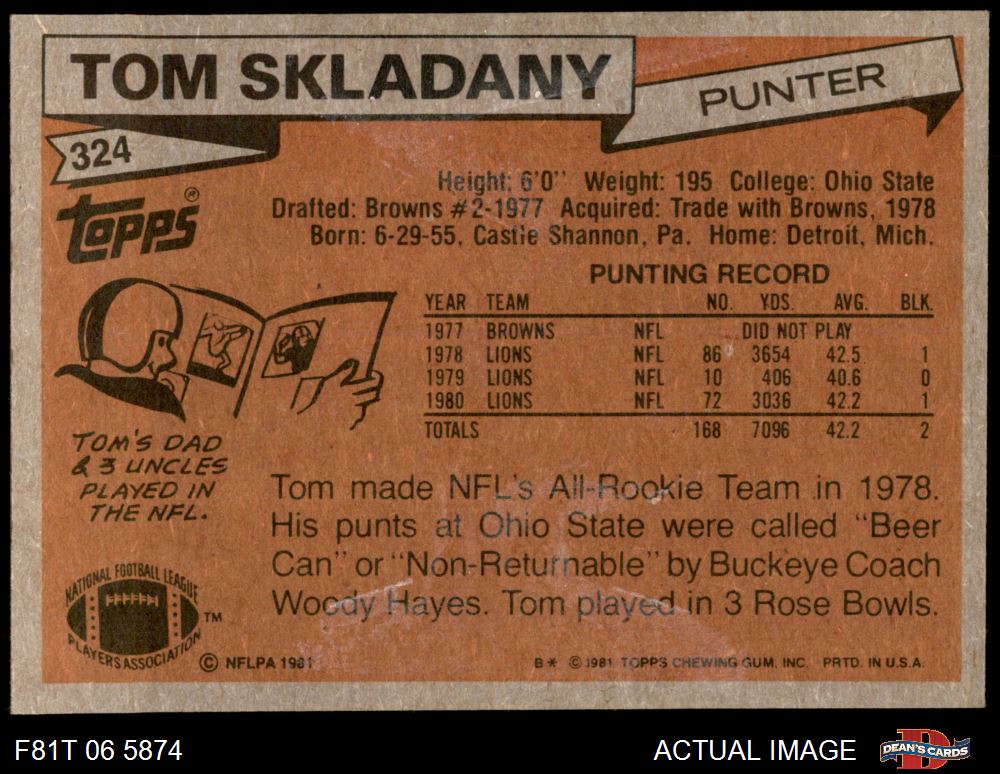 TOM SKLADANY
PUNTER
324
topps®
Height: 6'0" Weight: 195 College: Ohio State
Drafted: Browns #2-1977 Acquired: Trade with Browns, 1978
Born: 6-29-55, Castle Shannon, Pa. Home: Detroit, Mich.
PUNTING RECORD
YEAR TEAM NO. YDS. AVG. BLK.
1977 BROWNS NFL DID NOT PLAY
1978 LIONS NFL 86 3654 42.5 1
1979 LIONS NFL 10 406 40.6 0
1980 LIONS NFL 72 3036 42.2 1
TOTALS 168 7096 42.2 2
TOM'S DAD
& 3 UNCLES
PLAYED IN
THE NFL.
Tom made NFL's All-Rookie Team in 1978.
His punts at Ohio State were called "Beer
Can" or "Non-Returnable" by Buckeye Coach
Woody Hayes. Tom played in 3 Rose Bowls.
NATIONAL FOOTBALL LEAGUE
PLAYERS ASSOCIATION
TM
© NFLPA 1981
B* © 1981 TOPPS CHEWING GUM, INC. PRTD. IN U.S.A.
F81T 06 5874
ACTUAL IMAGE
DEAN'S CARDS